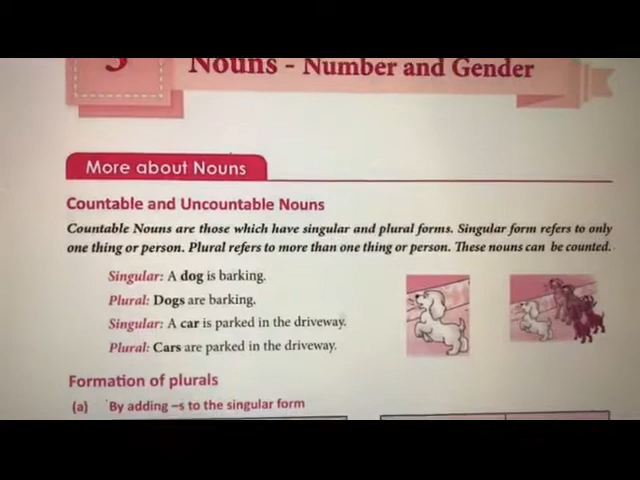 Nouns - Number and Gender
More about Nouns
Countable and Uncountable Nouns
Countable Nouns are those which have singular and plural forms. Singular form refers to only
one thing or person. Plural refers to more than one thing or person. These nouns can be counted.
Singular: A dog is barking.
Plural: Dogs are barking.
Singular: A car is parked in the driveway.
Plural: Cars are parked in the driveway.
Formation of plurals
(a) By adding –s to the singular form